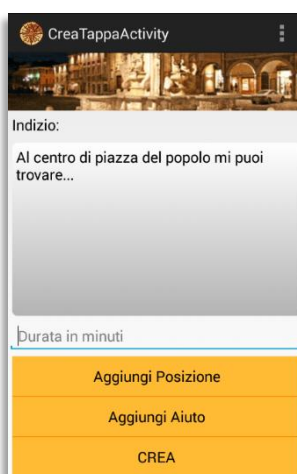 CreaTappaActivity
Indizio:
Al centro di piazza del popolo mi puoi
trovare...
Durata in minuti
Aggiungi Posizione
Aggiungi Aiuto
CREA